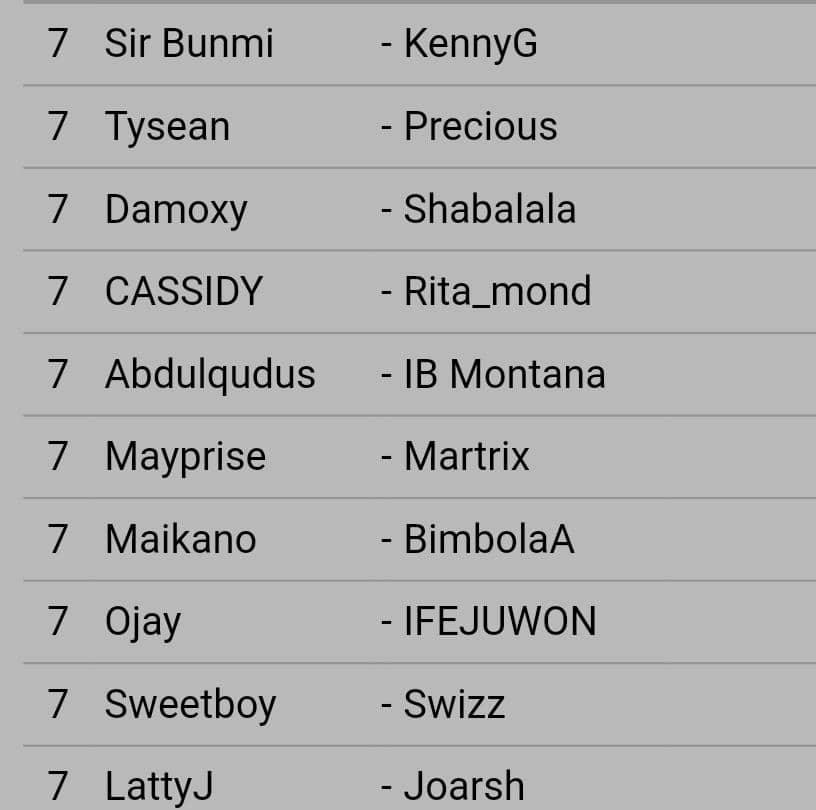 7 Sir Bunmi - KennyG
7 Tysean - Precious
7 Damoxy - Shabalala
7 CASSIDY - Rita_mond
7 Abdulqudus - IB Montana
7 Mayprise - Martrix
7 Maikano - BimbolaA
7 Ojay - IFEJUWON
7 Sweetboy - Swizz
7 LattyJ - Joarsh